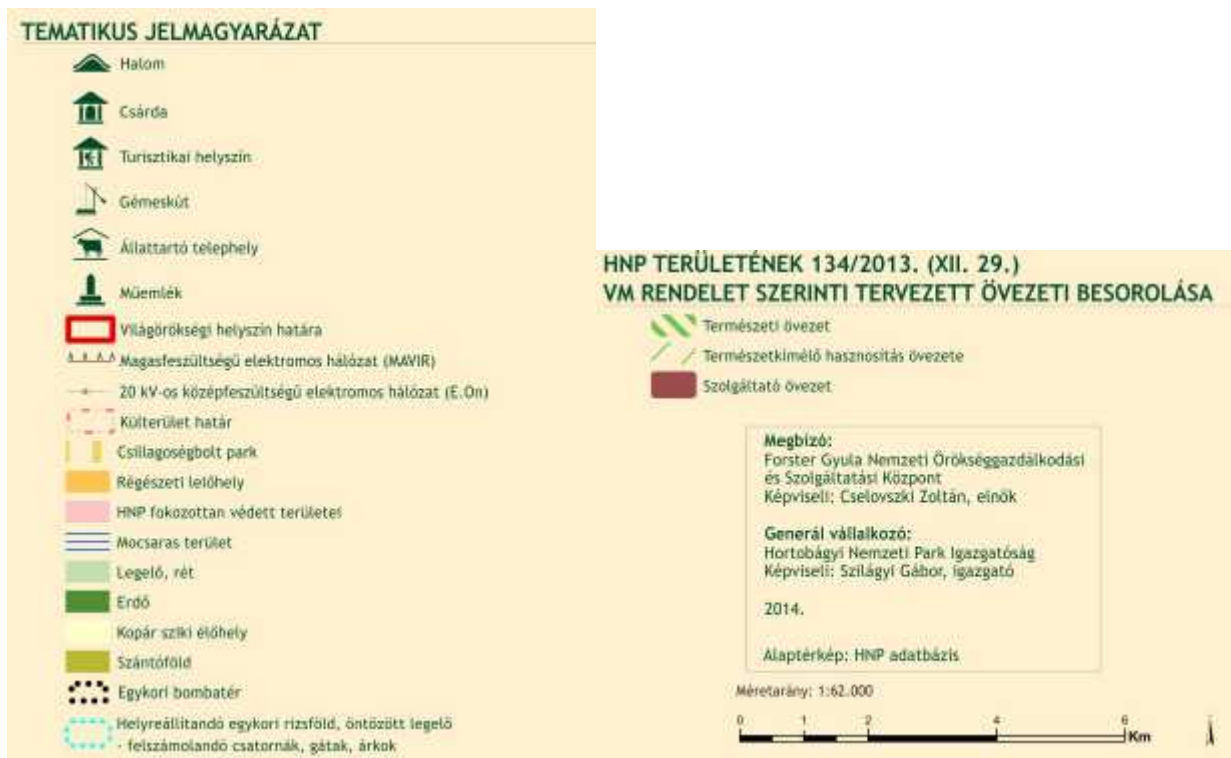 TEMATIKUS JELMAGYARÁZAT
Halom
Csárda
Turisztikai helyszín
Gémeskút
Állattartó telephely
Műemlék
Világörökségi helyszín határa
Magasfeszültségű elektromos hálózat (MAVIR)
20 kV-os középfeszültségű elektromos hálózat (E.On)
Külterület határ
Csillagoségbolt park
Régészeti lelőhely
HNP fokozottan védett területei
Mocsaras terület
Legelő, rét
Erdő
Kopár sziki élőhely
Szántóföld
Egykori bombatér
Helyreállítandó egykori rizsföld, öntözött legelő
- felszámolandó csatornák, gátak, árkok
HNP TERÜLETÉNEK 134/2013. (XII. 29.)
VM RENDELET SZERINTI TERVEZETT ÖVEZETI BESOROLÁSA
Természeti övezet
Természetkímélő hasznosítás övezete
Szolgáltató övezet
Megbízó:
Forster Gyula Nemzeti Örökséggazdálkodási
és Szolgáltatási Központ
Képviseli: Cselovszki Zoltán, elnök
Generál vállalkozó:
Hortobágyi Nemzeti Park Igazgatóság
Képviseli: Szilágyi Gábor, igazgató
2014.
Alaptérkép: HNP adatbázis
Méretarány: 1:62.000
0 1 2 4 6
Km